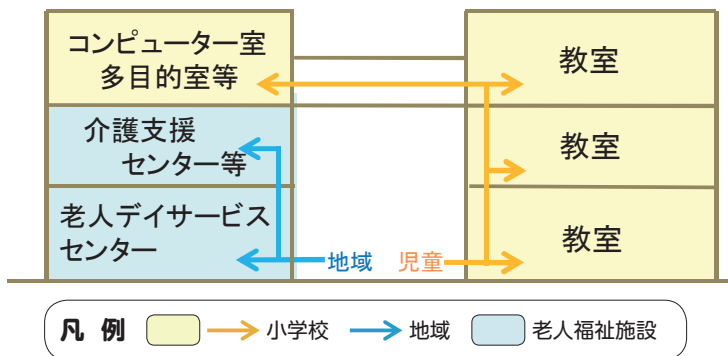 コンピューター室
多目的室等
教室
介護支援
センター等
教室
老人デイサービス
センター
教室
地域 児童
凡 例 小学校 地域 老人福祉施設